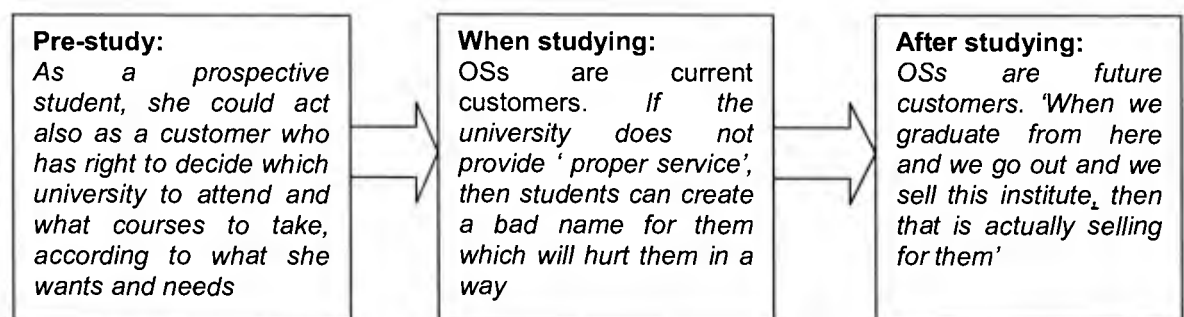 Pre-study:
As a prospective
student, she could act
also as a customer who
has right to decide which
university to attend and
what courses to take,
according to what she
wants and needs
When studying:
OSs are current
customers. If the
university does not
provide ‘ proper service’,
then students can create
a bad name for them
which will hurt them in a
way
After studying:
OSs are future
customers. ‘When we
graduate from here
and we go out and we
sell this institute, then
that is actually selling
for them’